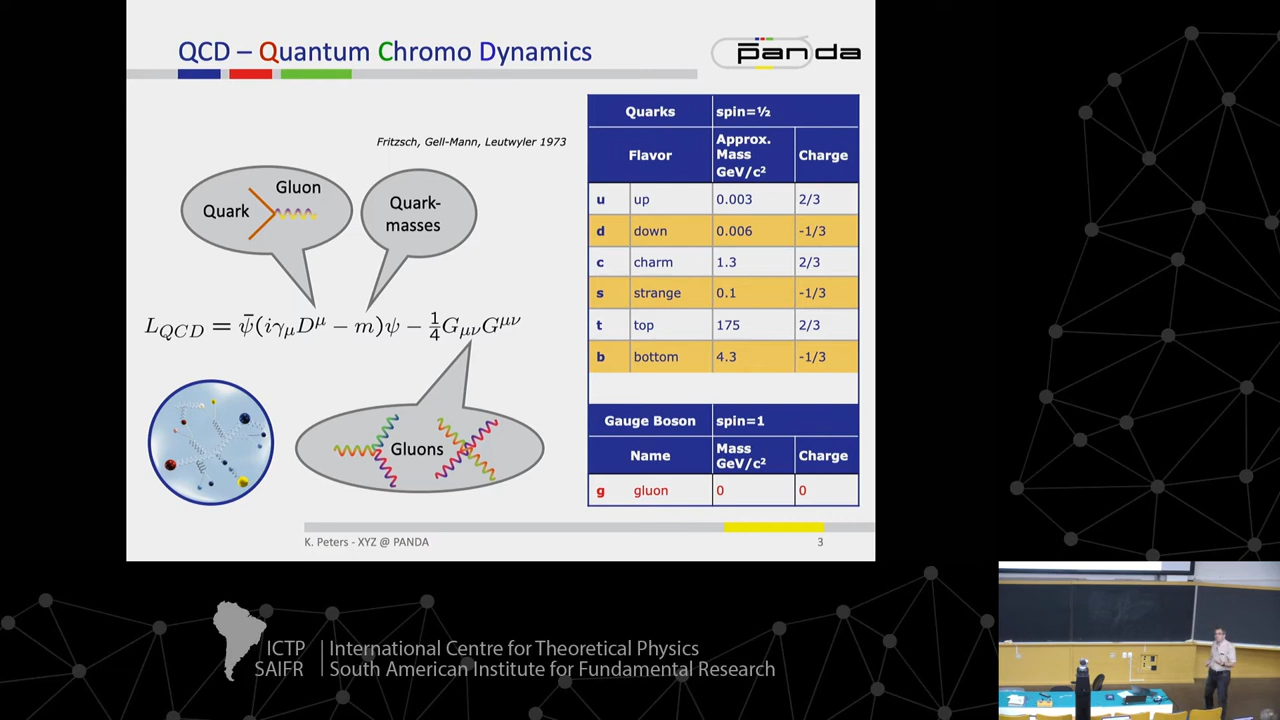 QCD – Quantum Chromo Dynamics
panda
Fritzsch, Gell-Mann, Leutwyler 1973
Quark
Gluon
Quark-
masses
L_QCD = ψ̄(iγ_μD^μ − m)ψ − 1/4 G_μνG^μν
Gluons
Quarks spin=½
Flavor Approx. Mass GeV/c² Charge
u up 0.003 2/3
d down 0.006 -1/3
c charm 1.3 2/3
s strange 0.1 -1/3
t top 175 2/3
b bottom 4.3 -1/3
Gauge Boson spin=1
Name Mass GeV/c² Charge
g gluon 0 0
K. Peters - XYZ @ PANDA
3
ICTP International Centre for Theoretical Physics
SAIFR South American Institute for Fundamental Research